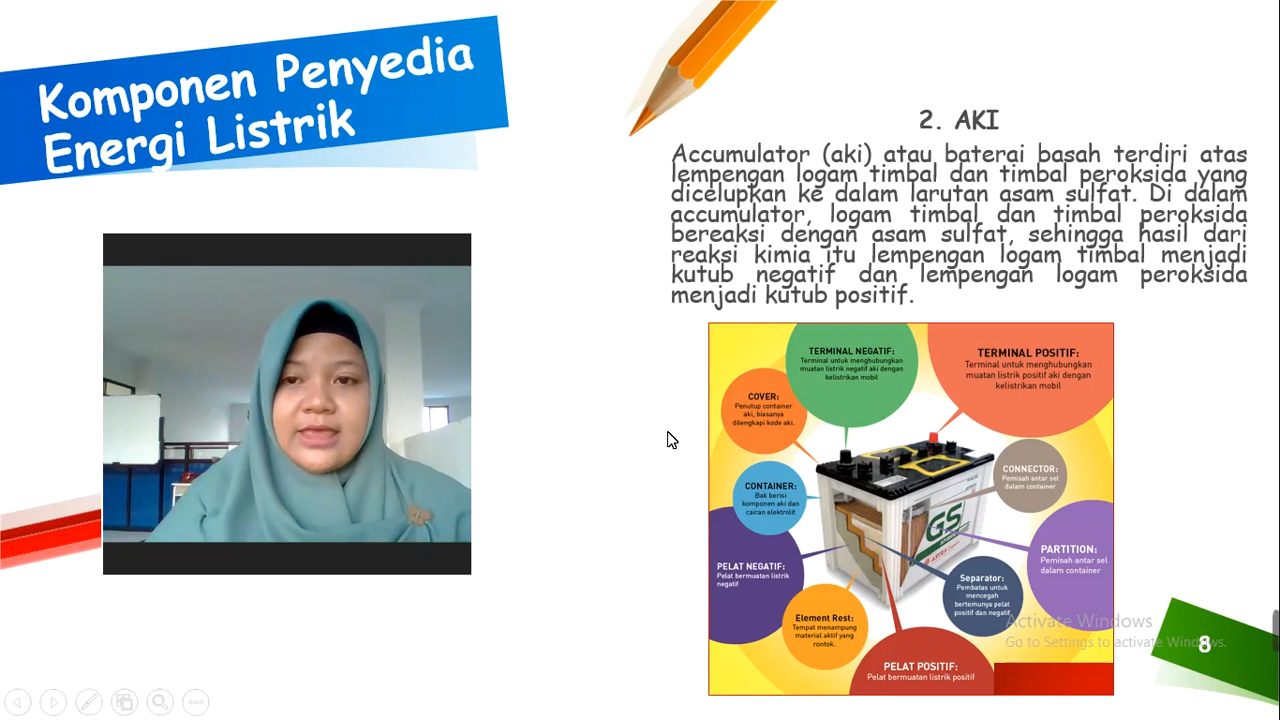 Komponen Penyedia
Energi Listrik
2. AKI
Accumulator (aki) atau baterai basah terdiri atas
lempengan logam timbal dan timbal peroksida yang
dicelupkan ke dalam larutan asam sulfat. Di dalam
accumulator, logam timbal dan timbal peroksida
bereaksi dengan asam sulfat, sehingga hasil dari
reaksi kimia itu lempengan logam timbal menjadi
kutub negatif dan lempengan logam peroksida
menjadi kutub positif.
TERMINAL NEGATIF:
Terminal untuk menghubungkan
muatan listrik negatif aki dengan
kelistrikan mobil
TERMINAL POSITIF:
Terminal untuk menghubungkan
muatan listrik positif aki dengan
kelistrikan mobil
COVER:
Penutup container
aki, biasanya
dilengkapi kode aki.
CONNECTOR:
Pemisah antar sel
dalam container
CONTAINER:
Bak berisi
komponen aki dan
cairan elektrolit
GS
ASTRA
PARTITION:
Pemisah antar sel
dalam container
PELAT NEGATIF:
Pelat bermuatan listrik
negatif
Separator:
Pembatas untuk
mencegah
bertemunya pelat
positif dan negatif.
Element Rest:
Tempat menampung
material aktif yang
rontok.
PELAT POSITIF:
Pelat bermuatan listrik positif
Activate Windows
Go to Settings to activate Windows.
8